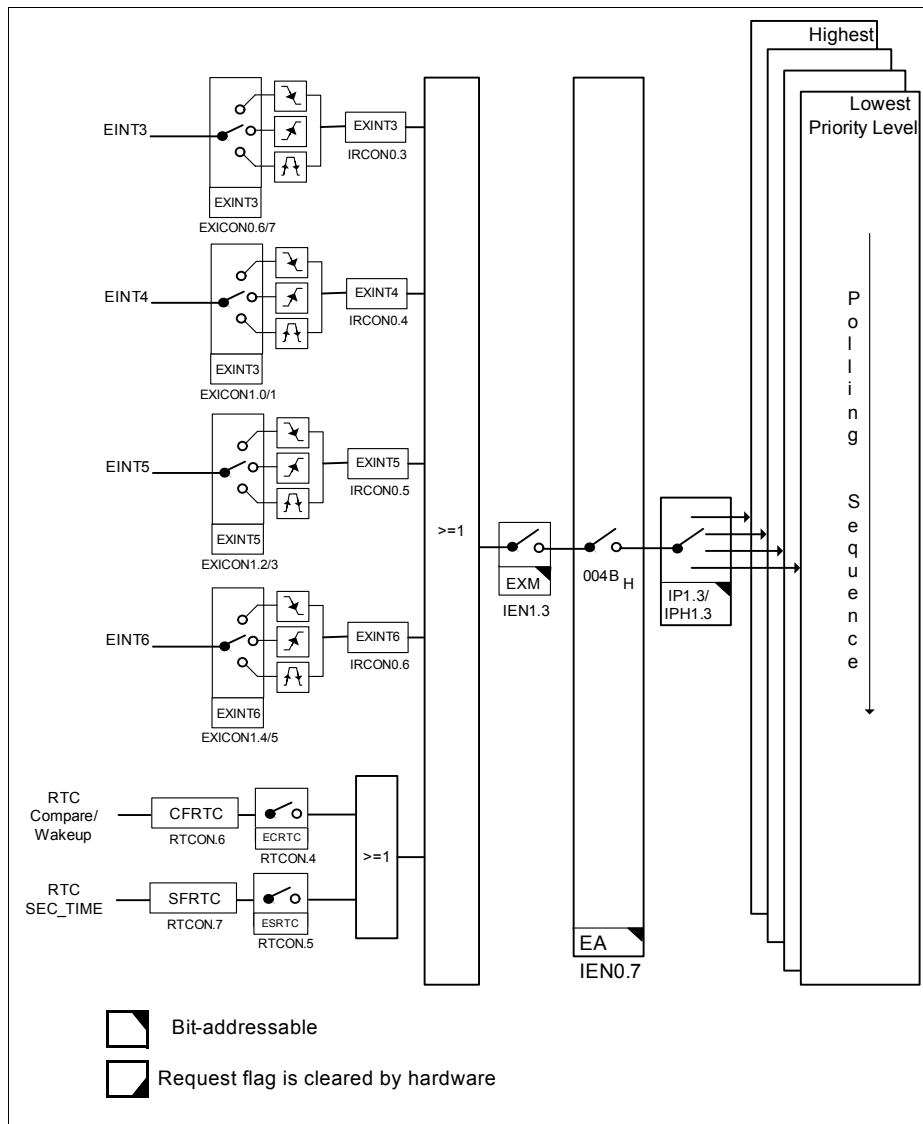 Highest
Lowest
Priority Level
EINT3
EXINT3
IRCON0.3
EXINT3
EXICON0.6/7
EINT4
EXINT4
IRCON0.4
EXINT3
EXICON1.0/1
EINT5
EXINT5
IRCON0.5
EXINT5
EXICON1.2/3
EINT6
EXINT6
IRCON0.6
EXINT6
EXICON1.4/5
>=1
EXM
IEN1.3
004B H
IP1.3/
IPH1.3
Polling Sequence
RTC
Compare/
Wakeup
CFRTC
RTCON.6
ECRTC
RTCON.4
>=1
RTC
SEC_TIME
SFRTC
RTCON.7
ESRTC
RTCON.5
EA
IEN0.7
Bit-addressable
Request flag is cleared by hardware